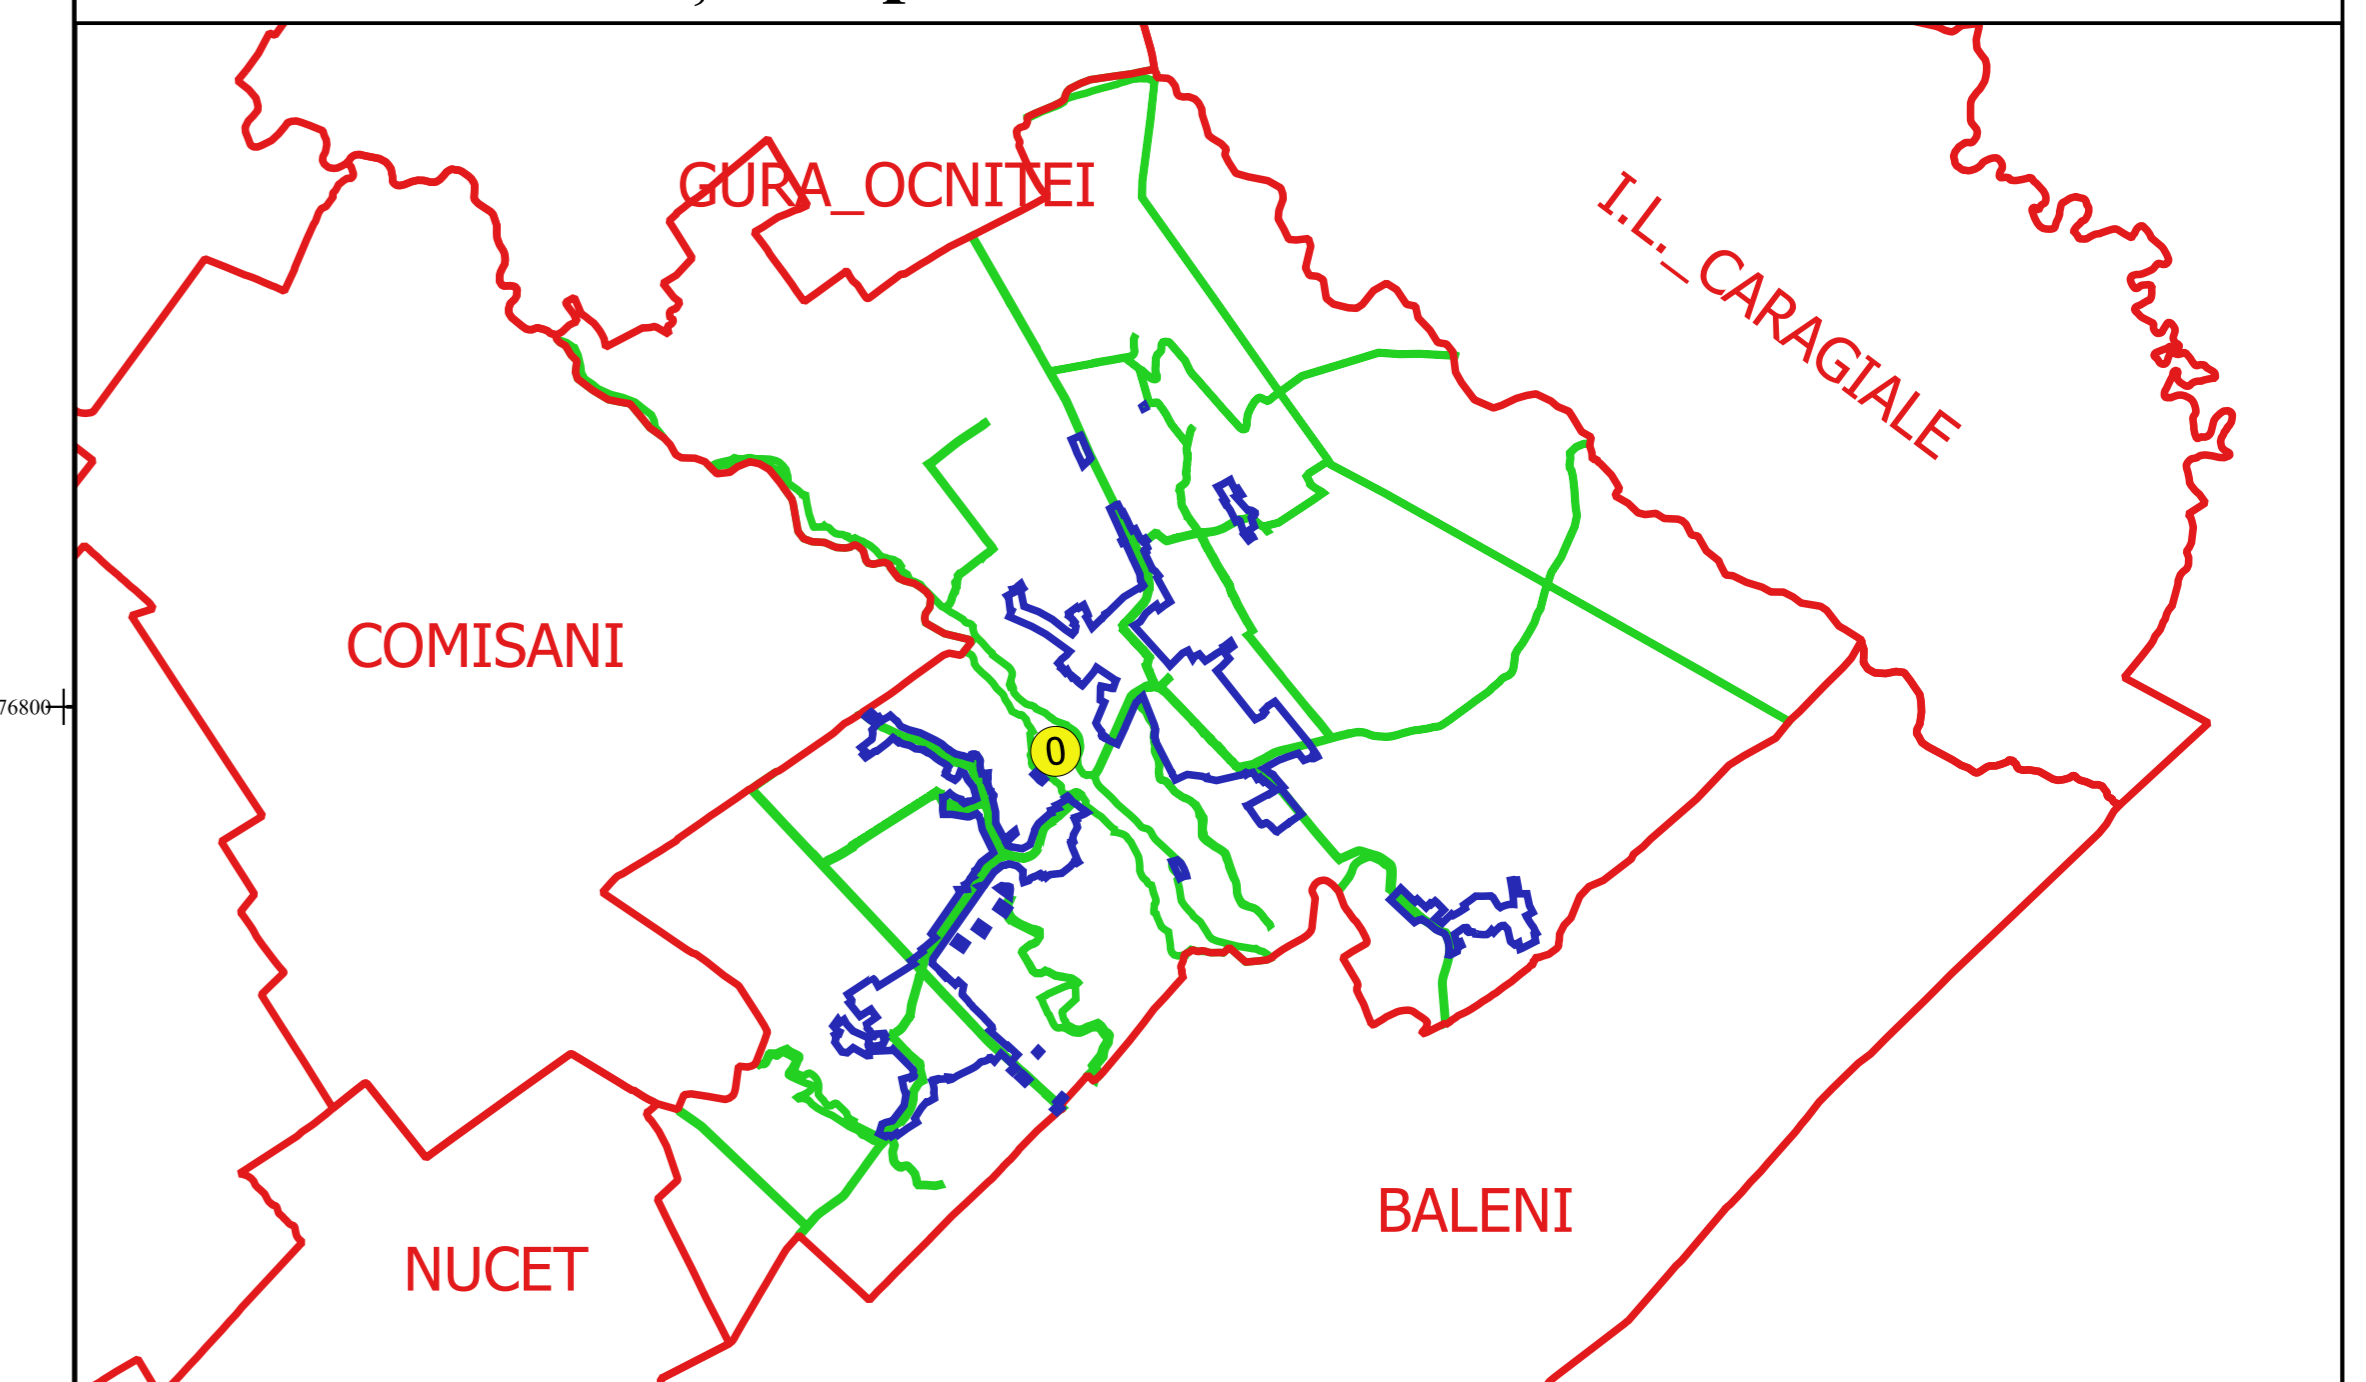 GURA_OCNITEI
I.L._CARAGIALE
COMISANI
76800
0
BALENI
NUCET